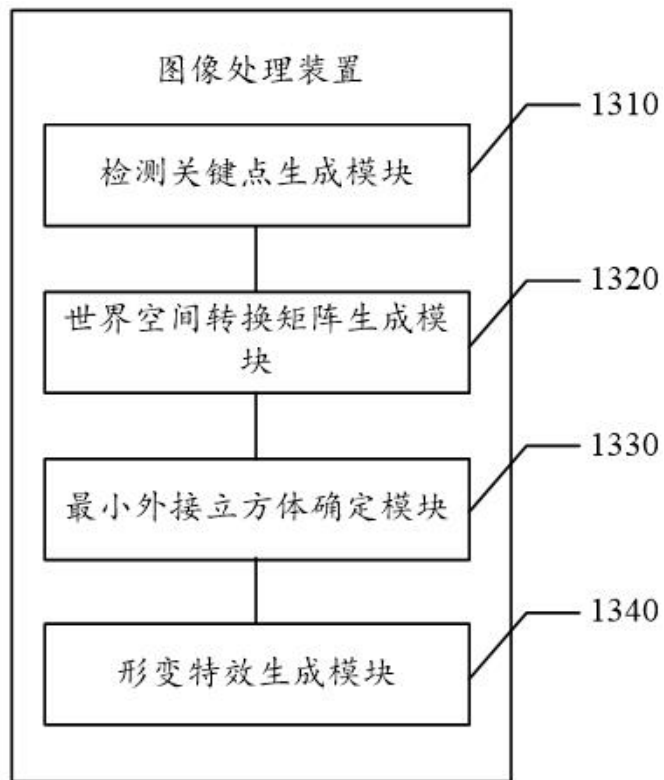 图像处理装置
1310
检测关键点生成模块
1320
世界空间转换矩阵生成模
块
1330
最小外接立方体确定模块
1340
形变特效生成模块